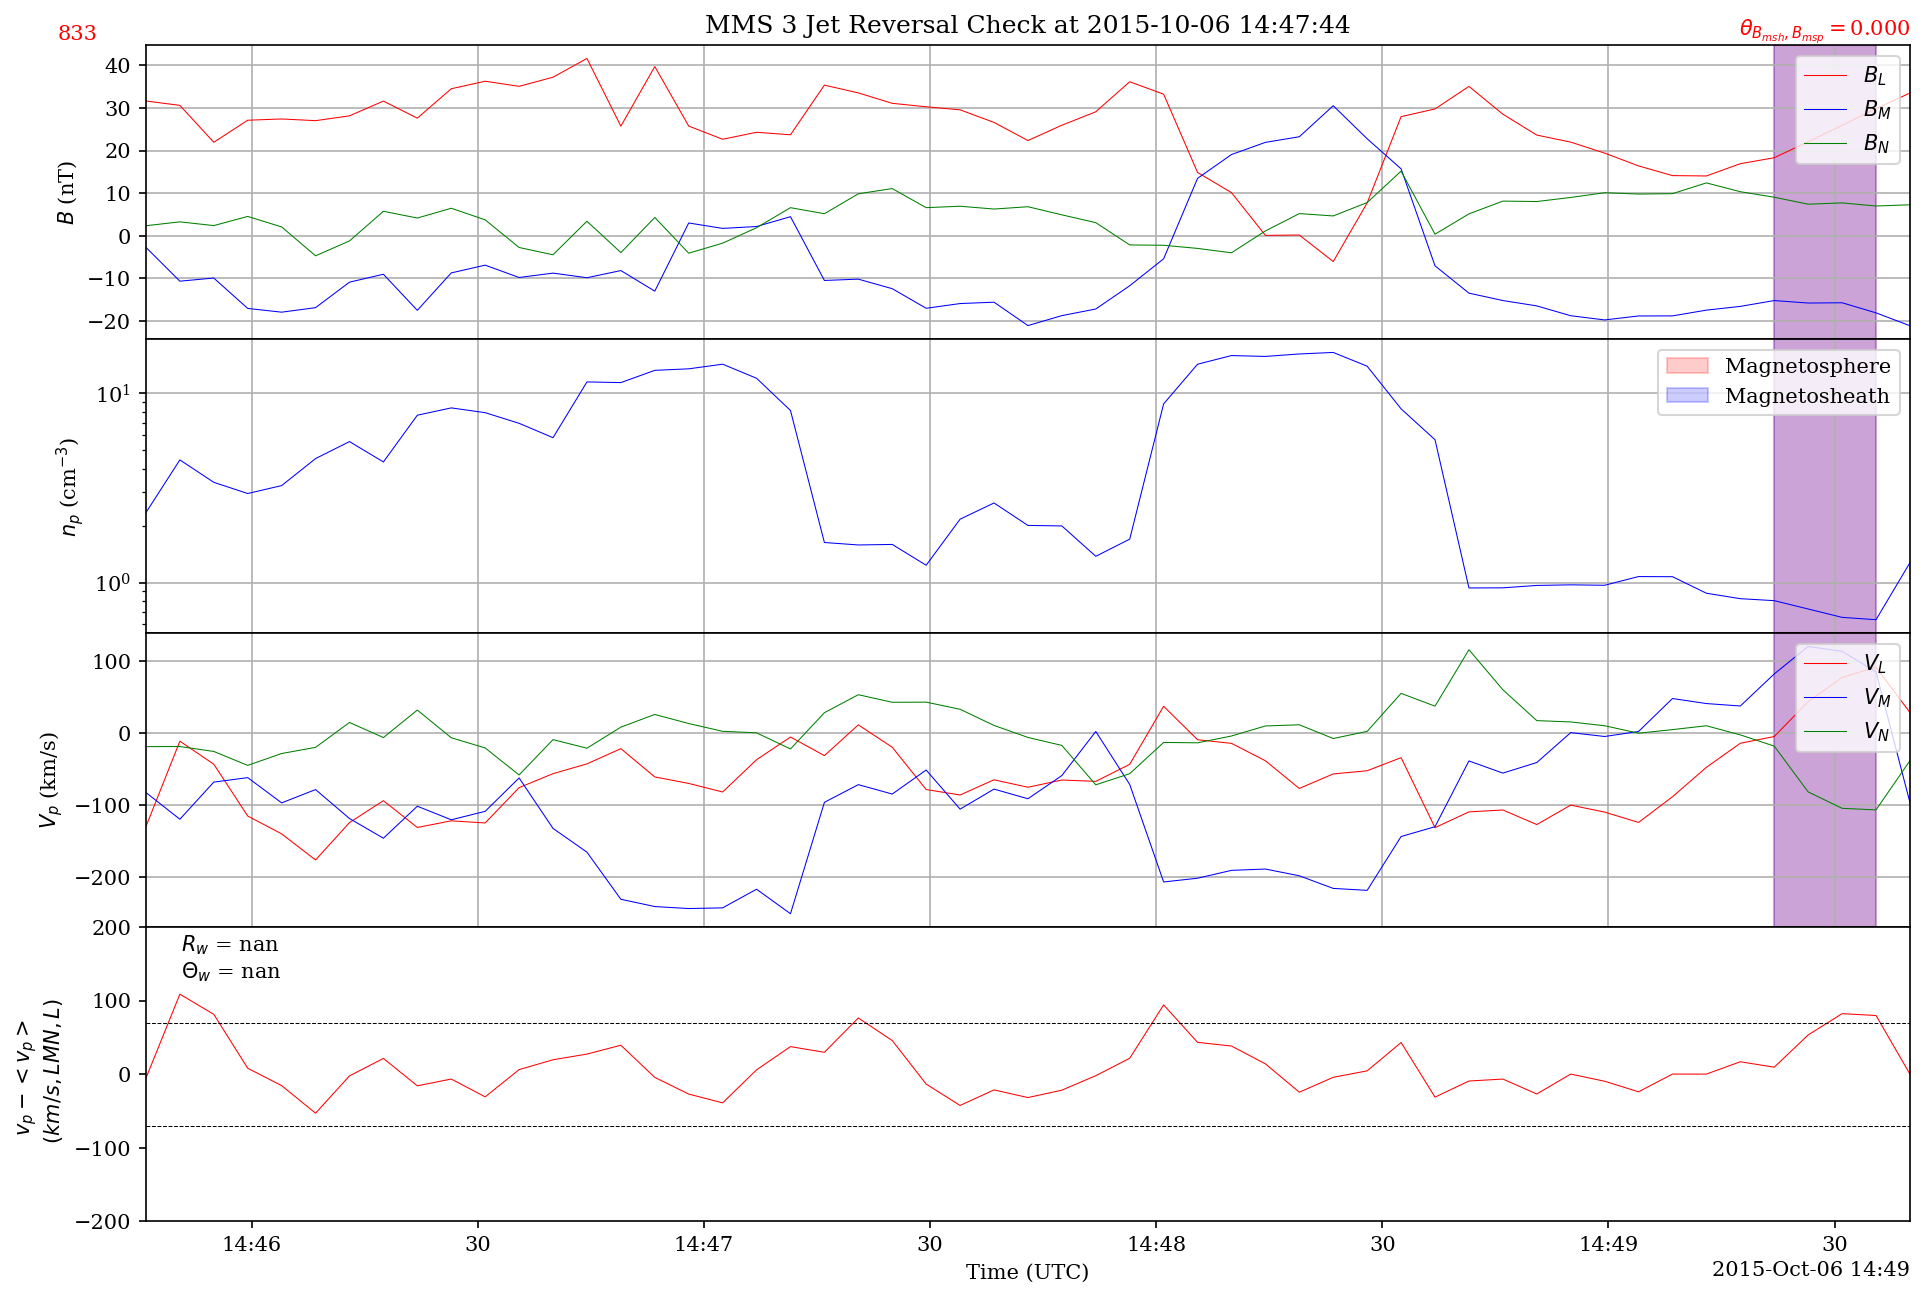 833
MMS 3 Jet Reversal Check at 2015-10-06 14:47:44
θ_{B_{msh}, B_{msp}} = 0.000
40
30
20
10
0
−10
−20
B (nT)
B_L
B_M
B_N
10^1
10^0
n_p (cm^{−3})
Magnetosphere
Magnetosheath
100
0
−100
−200
V_p (km/s)
V_L
V_M
V_N
200
100
0
−100
−200
v_p − < v_p >
(km/s, LMN, L)
R_w = nan
Θ_w = nan
14:46 30 14:47 30 14:48 30 14:49 30
Time (UTC)
2015-Oct-06 14:49